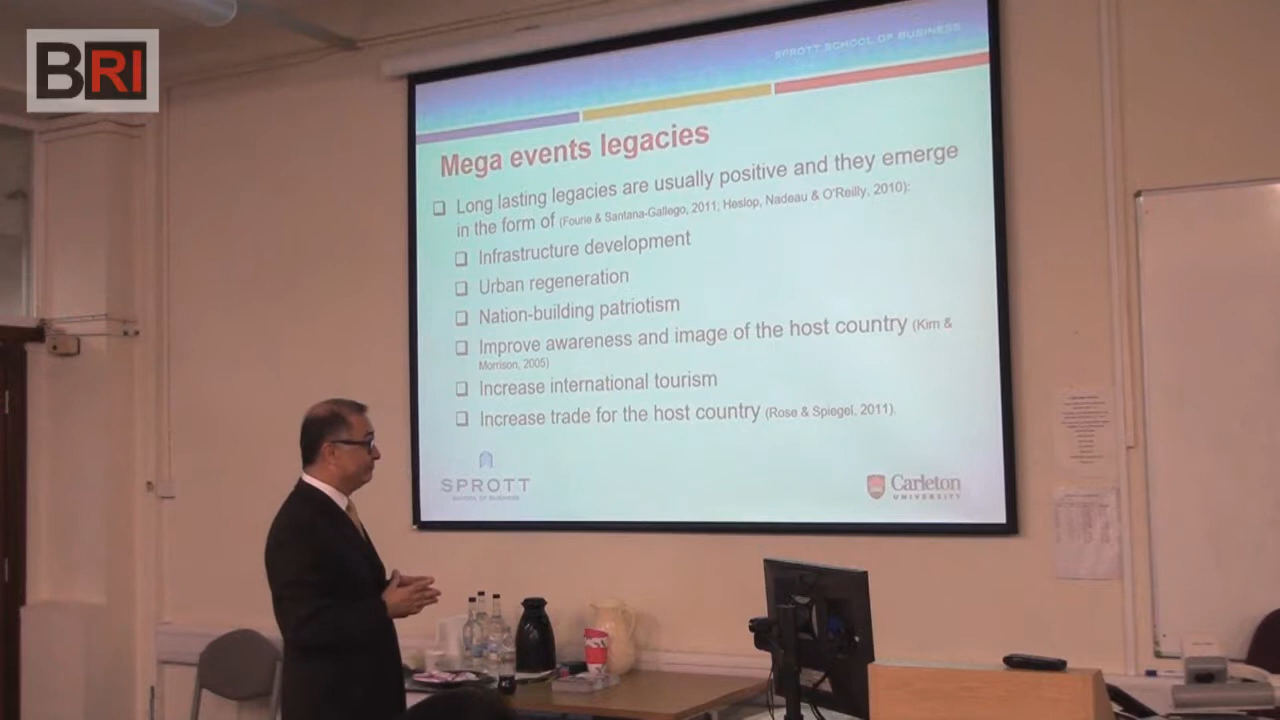 BRI
SPROTT SCHOOL OF BUSINESS
Mega events legacies
❑ Long lasting legacies are usually positive and they emerge
in the form of (Fourie & Santana-Gallego, 2011, Heslop, Nadeau & O'Reilly, 2010):
❑ Infrastructure development
❑ Urban regeneration
❑ Nation-building patriotism
❑ Improve awareness and image of the host country (Kim &
Morrison, 2005)
❑ Increase international tourism
❑ Increase trade for the host country (Rose & Spiegel, 2011).
SPROTT
SCHOOL OF BUSINESS
Carleton
UNIVERSITY